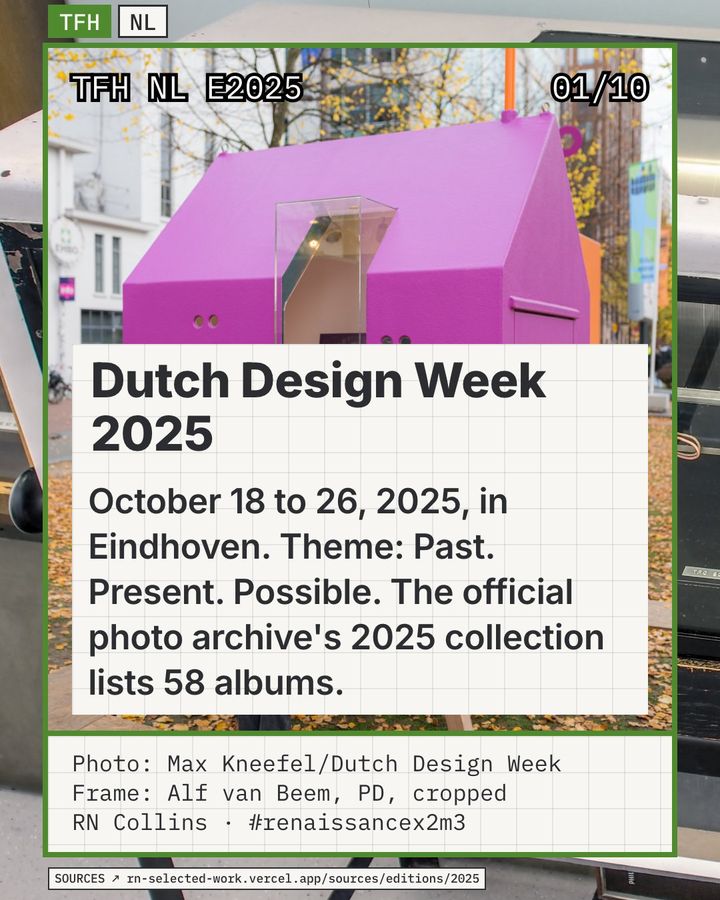 TFH NL
TFH NL E2025 01/10
Dutch Design Week
2025
October 18 to 26, 2025, in
Eindhoven. Theme: Past.
Present. Possible. The official
photo archive's 2025 collection
lists 58 albums.
Photo: Max Kneefel/Dutch Design Week
Frame: Alf van Beem, PD, cropped
RN Collins · #renaissancex2m3
SOURCES ↗ rn-selected-work.vercel.app/sources/editions/2025